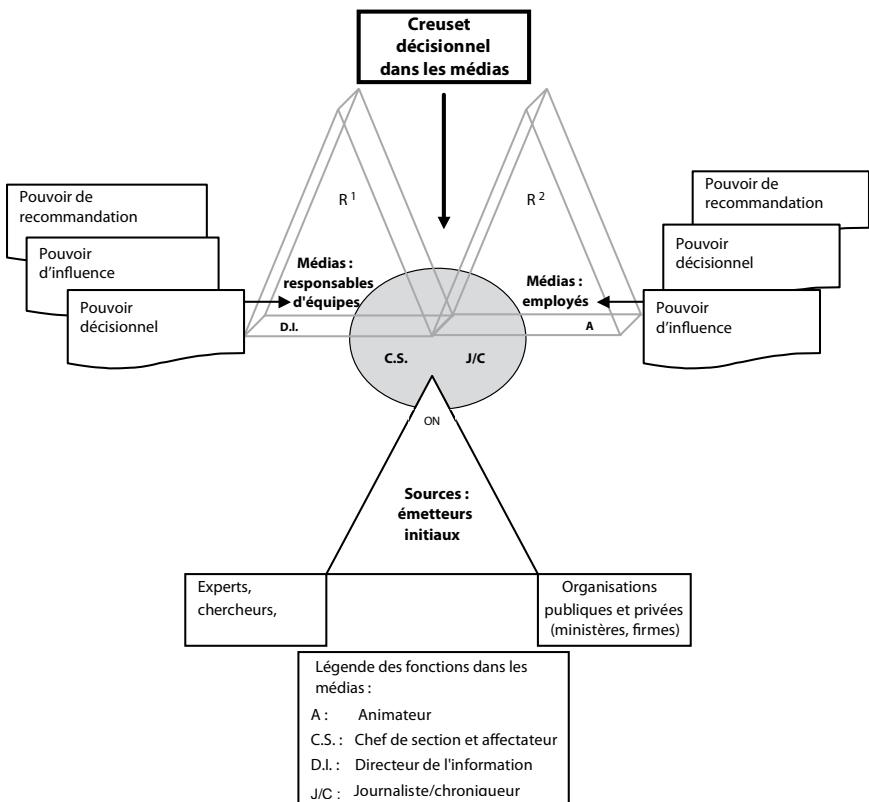 Creuset
décisionnel
dans les médias
R 1
R 2
Pouvoir de
recommandation
Pouvoir
d'influence
Pouvoir
décisionnel
Pouvoir de
recommandation
Pouvoir
décisionnel
Pouvoir
d'influence
Médias :
responsables
d'équipes
Médias :
employés
D.I.
A
C.S.
J/C
ON
Sources :
émetteurs
initiaux
Experts,
chercheurs,
Organisations
publiques et privées
(ministères, firmes)
Légende des fonctions dans les
médias :
A : Animateur
C.S. : Chef de section et affectateur
D.I. : Directeur de l'information
J/C : Journaliste/chroniqueur